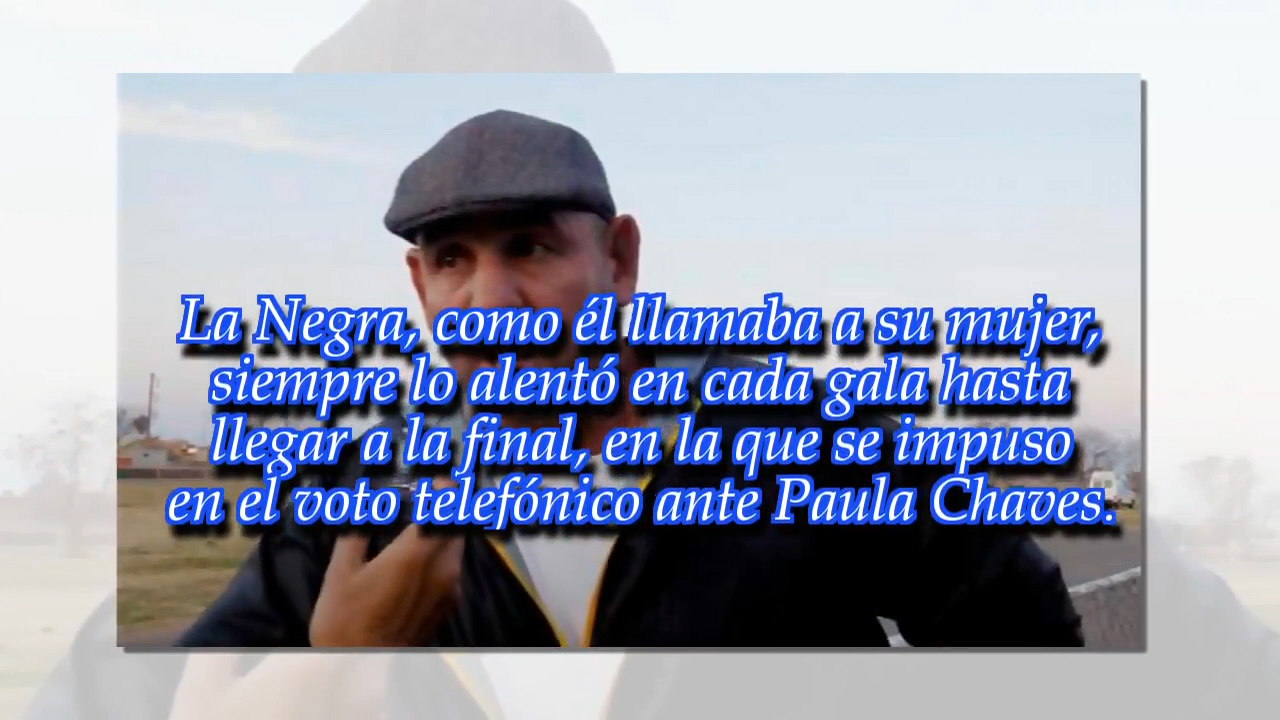 La Negra, como él llamaba a su mujer,
siempre lo alentó en cada gala hasta
llegar a la final, en la que se impuso
en el voto telefónico ante Paula Chaves.